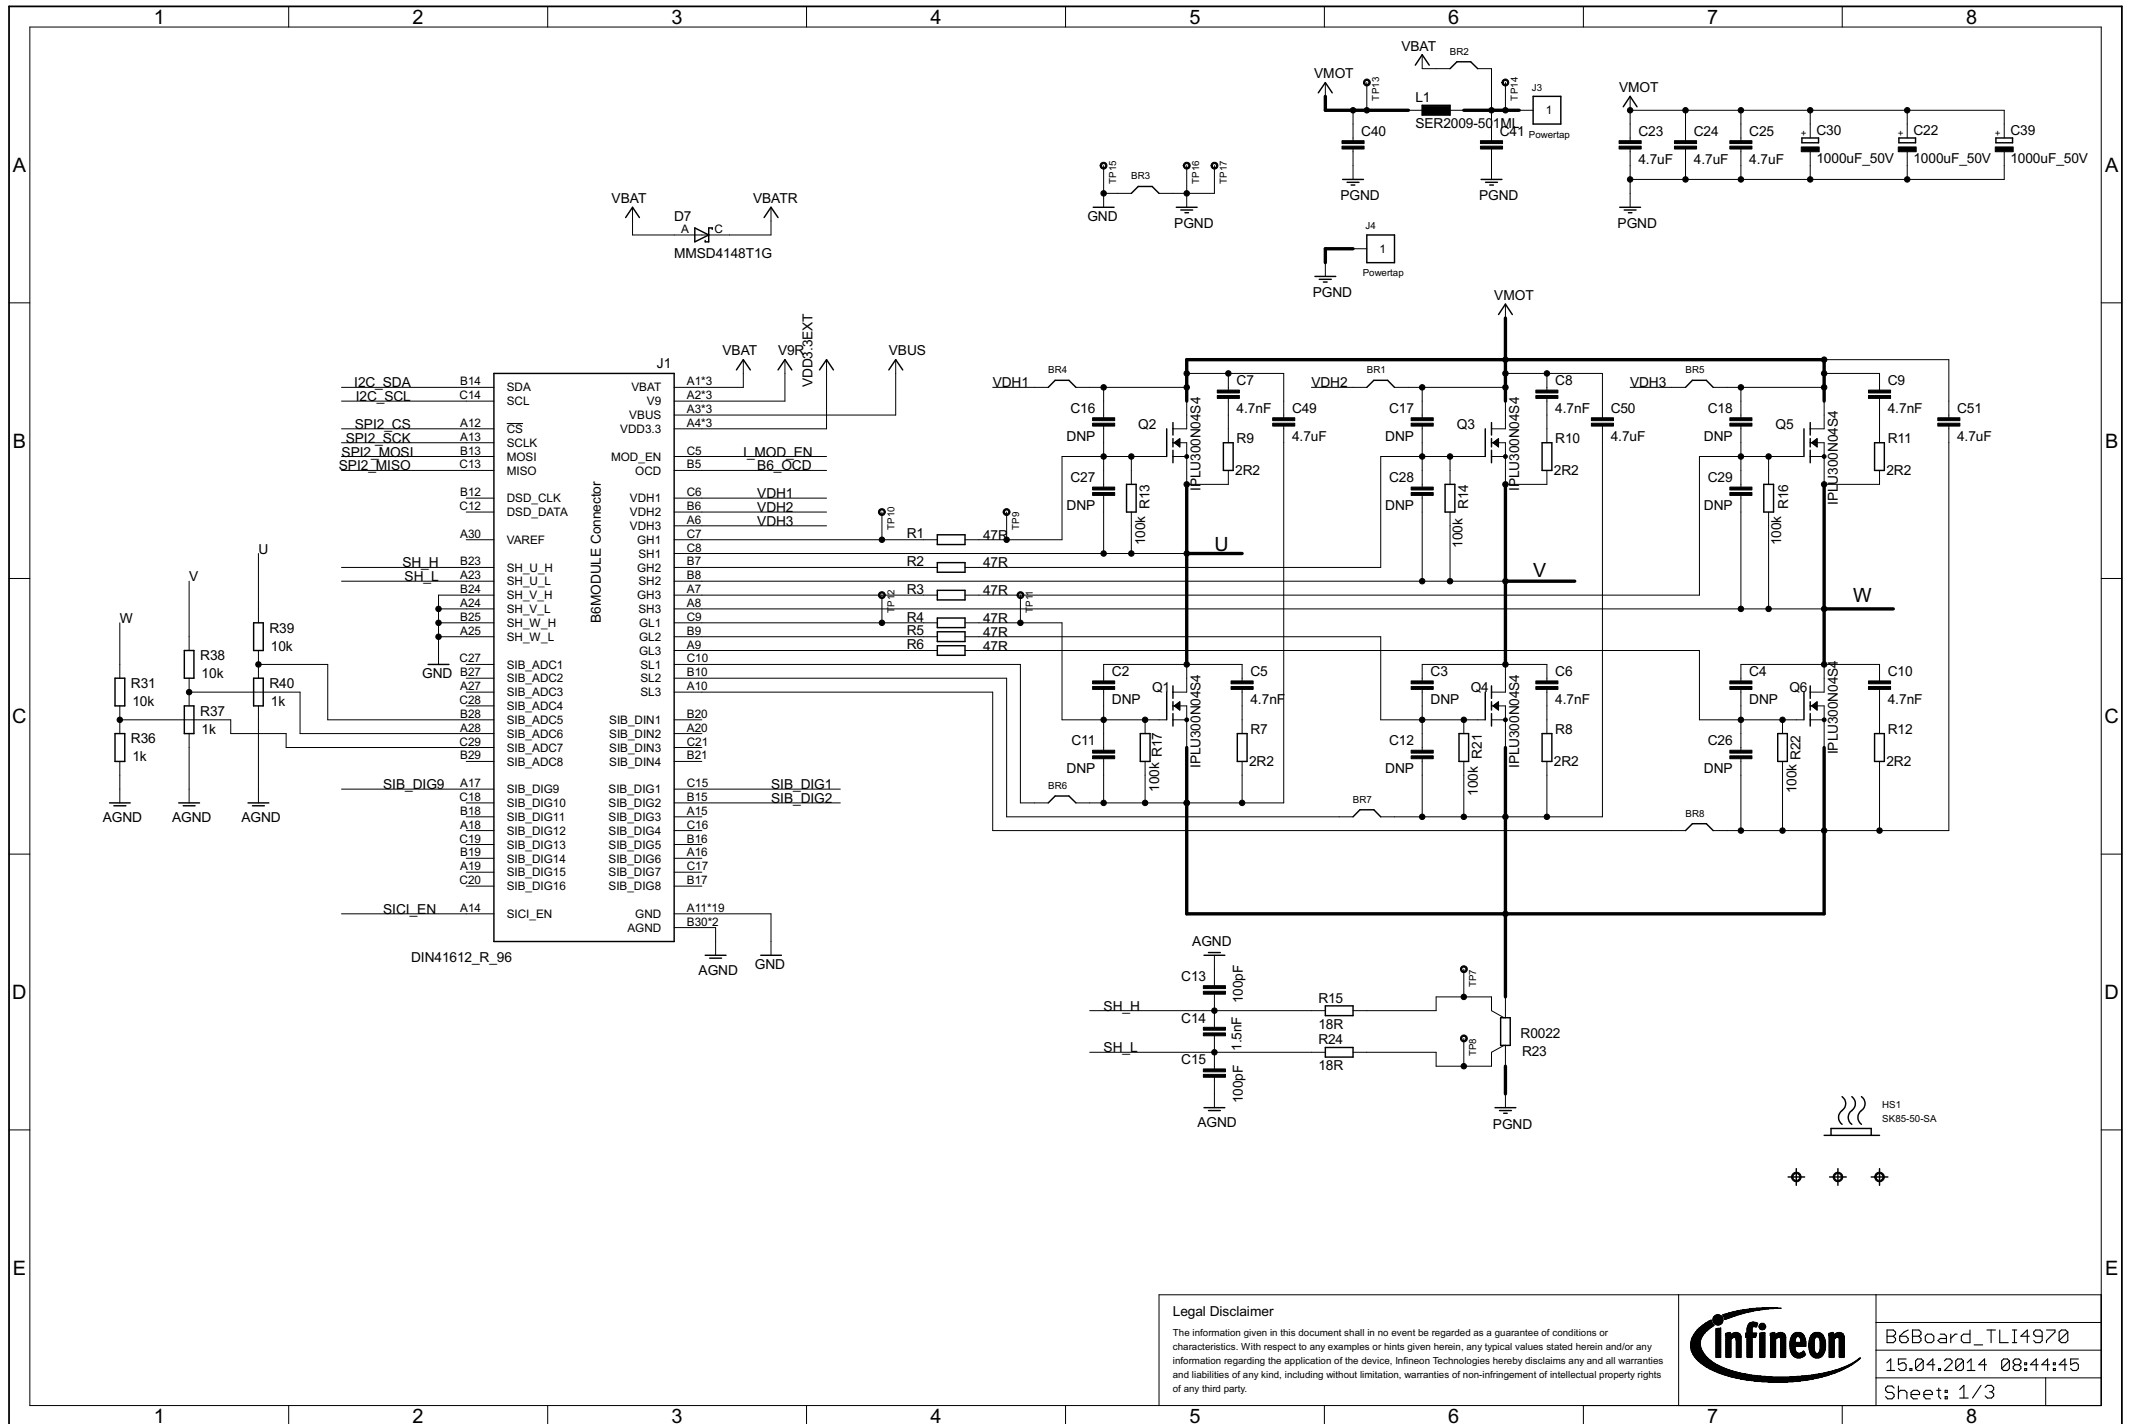 1 2 3 4 5 6 7 8
A
A
B
B
C
C
D
D
E
E
VBAT
BR2
VMOT
TP13
TP14
J3
1
Powertap
L1
SER2009-501ML
C40
C41
PGND
PGND
VMOT
C23
4.7uF
C24
4.7uF
C25
4.7uF
C30
+
1000uF_50V
C22
+
1000uF_50V
C39
+
1000uF_50V
PGND
TP15
BR3
TP16
TP17
GND
PGND
J4
1
Powertap
PGND
VBAT
VBATR
D7
A
C
MMSD4148T1G
VMOT
VBAT
V9R
VDD3.3EXT
VBUS
J1
B6MODULE Connector
I2C_SDA B14 SDA
I2C_SCL C14 SCL
SPI2_CS A12 CS
SPI2_SCK A13 SCLK
SPI2_MOSI B13 MOSI
SPI2_MISO C13 MISO
B12 DSD_CLK
C12 DSD_DATA
A30 VAREF
SH_H B23 SH_U_H
SH_L A23 SH_U_L
B24 SH_V_H
A24 SH_V_L
B25 SH_W_H
A25 SH_W_L
GND
C27 SIB_ADC1
B27 SIB_ADC2
A27 SIB_ADC3
C28 SIB_ADC4
B28 SIB_ADC5
A28 SIB_ADC6
C29 SIB_ADC7
B29 SIB_ADC8
SIB_DIG9 A17 SIB_DIG9
C18 SIB_DIG10
B18 SIB_DIG11
A18 SIB_DIG12
C19 SIB_DIG13
B19 SIB_DIG14
A19 SIB_DIG15
C20 SIB_DIG16
SICI_EN A14 SICI_EN
VBAT A1*3
V9 A2*3
VBUS A3*3
VDD3.3 A4*3
MOD_EN C5 I_MOD_EN
OCD B5 B6_OCD
VDH1 C6 VDH1
VDH2 B6 VDH2
VDH3 A6 VDH3
GH1 C7
SH1 C8
GH2 B7
SH2 B8
GH3 A7
SH3 A8
GL1 C9
GL2 B9
GL3 A9
SL1 C10
SL2 B10
SL3 A10
SIB_DIN1 B20
SIB_DIN2 A20
SIB_DIN3 C21
SIB_DIN4 B21
SIB_DIG1 C15 SIB_DIG1
SIB_DIG2 B15 SIB_DIG2
SIB_DIG3 A15
SIB_DIG4 C16
SIB_DIG5 B16
SIB_DIG6 A16
SIB_DIG7 C17
SIB_DIG8 B17
GND A11*19
AGND B30*2
AGND
GND
DIN41612_R_96
U
V
W
R39
10k
R38
10k
R31
10k
R40
1k
R37
1k
R36
1k
AGND
AGND
AGND
TP10
TP9
R1 47R
R2 47R
TP12
TP11
R3 47R
R4 47R
R5 47R
R6 47R
VDH1
BR4
C16
DNP
C27
DNP
R13
100k
Q2
IPLU300N04S4
C7
4.7nF
R9
2R2
C49
4.7uF
U
VDH2
BR1
C17
DNP
C28
DNP
R14
100k
Q3
IPLU300N04S4
C8
4.7nF
R10
2R2
C50
4.7uF
V
VDH3
BR5
C18
DNP
C29
DNP
R16
100k
Q5
IPLU300N04S4
C9
4.7nF
R11
2R2
C51
4.7uF
W
C2
DNP
C11
DNP
R17
100k
Q1
IPLU300N04S4
C5
4.7nF
R7
2R2
BR6
C3
DNP
C12
DNP
R21
100k
Q4
IPLU300N04S4
C6
4.7nF
R8
2R2
BR7
C4
DNP
C26
DNP
R22
100k
Q6
IPLU300N04S4
C10
4.7nF
R12
2R2
BR8
AGND
C13
100pF
SH_H
C14
1.5nF
SH_L
C15
100pF
AGND
R15
18R
R24
18R
TP7
TP8
R0022
R23
PGND
HS1
SK85-50-SA
Legal Disclaimer
The information given in this document shall in no event be regarded as a guarantee of conditions or
characteristics. With respect to any examples or hints given herein, any typical values stated herein and/or any
information regarding the application of the device, Infineon Technologies hereby disclaims any and all warranties
and liabilities of any kind, including without limitation, warranties of non-infringement of intellectual property rights
of any third party.
infineon
B6Board_TLI4970
15.04.2014 08:44:45
Sheet: 1/3
1 2 3 4 5 6 7 8